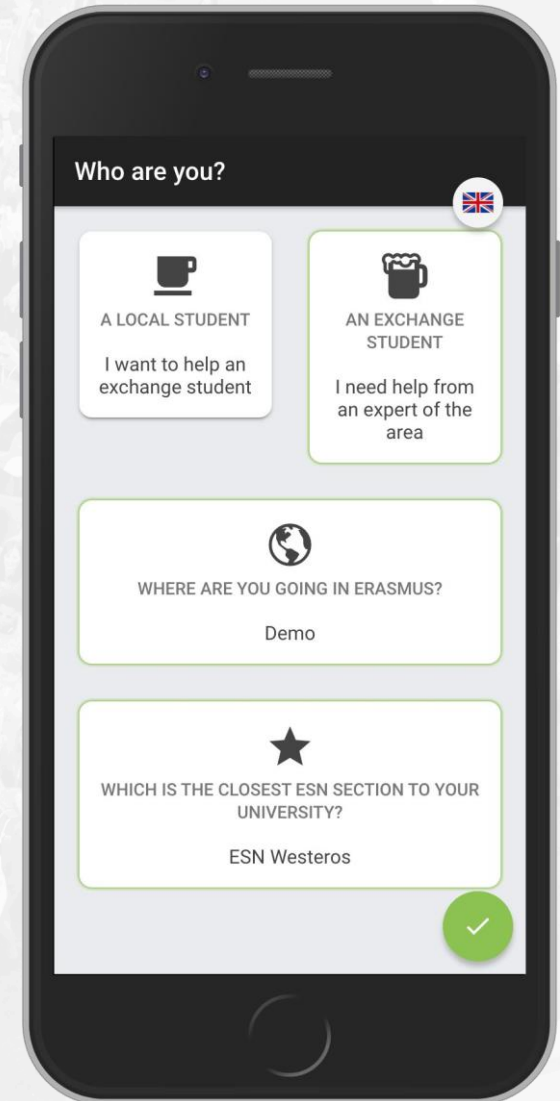 Who are you?
A LOCAL STUDENT
I want to help an
exchange student
AN EXCHANGE
STUDENT
I need help from
an expert of the
area
WHERE ARE YOU GOING IN ERASMUS?
Demo
WHICH IS THE CLOSEST ESN SECTION TO YOUR
UNIVERSITY?
ESN Westeros